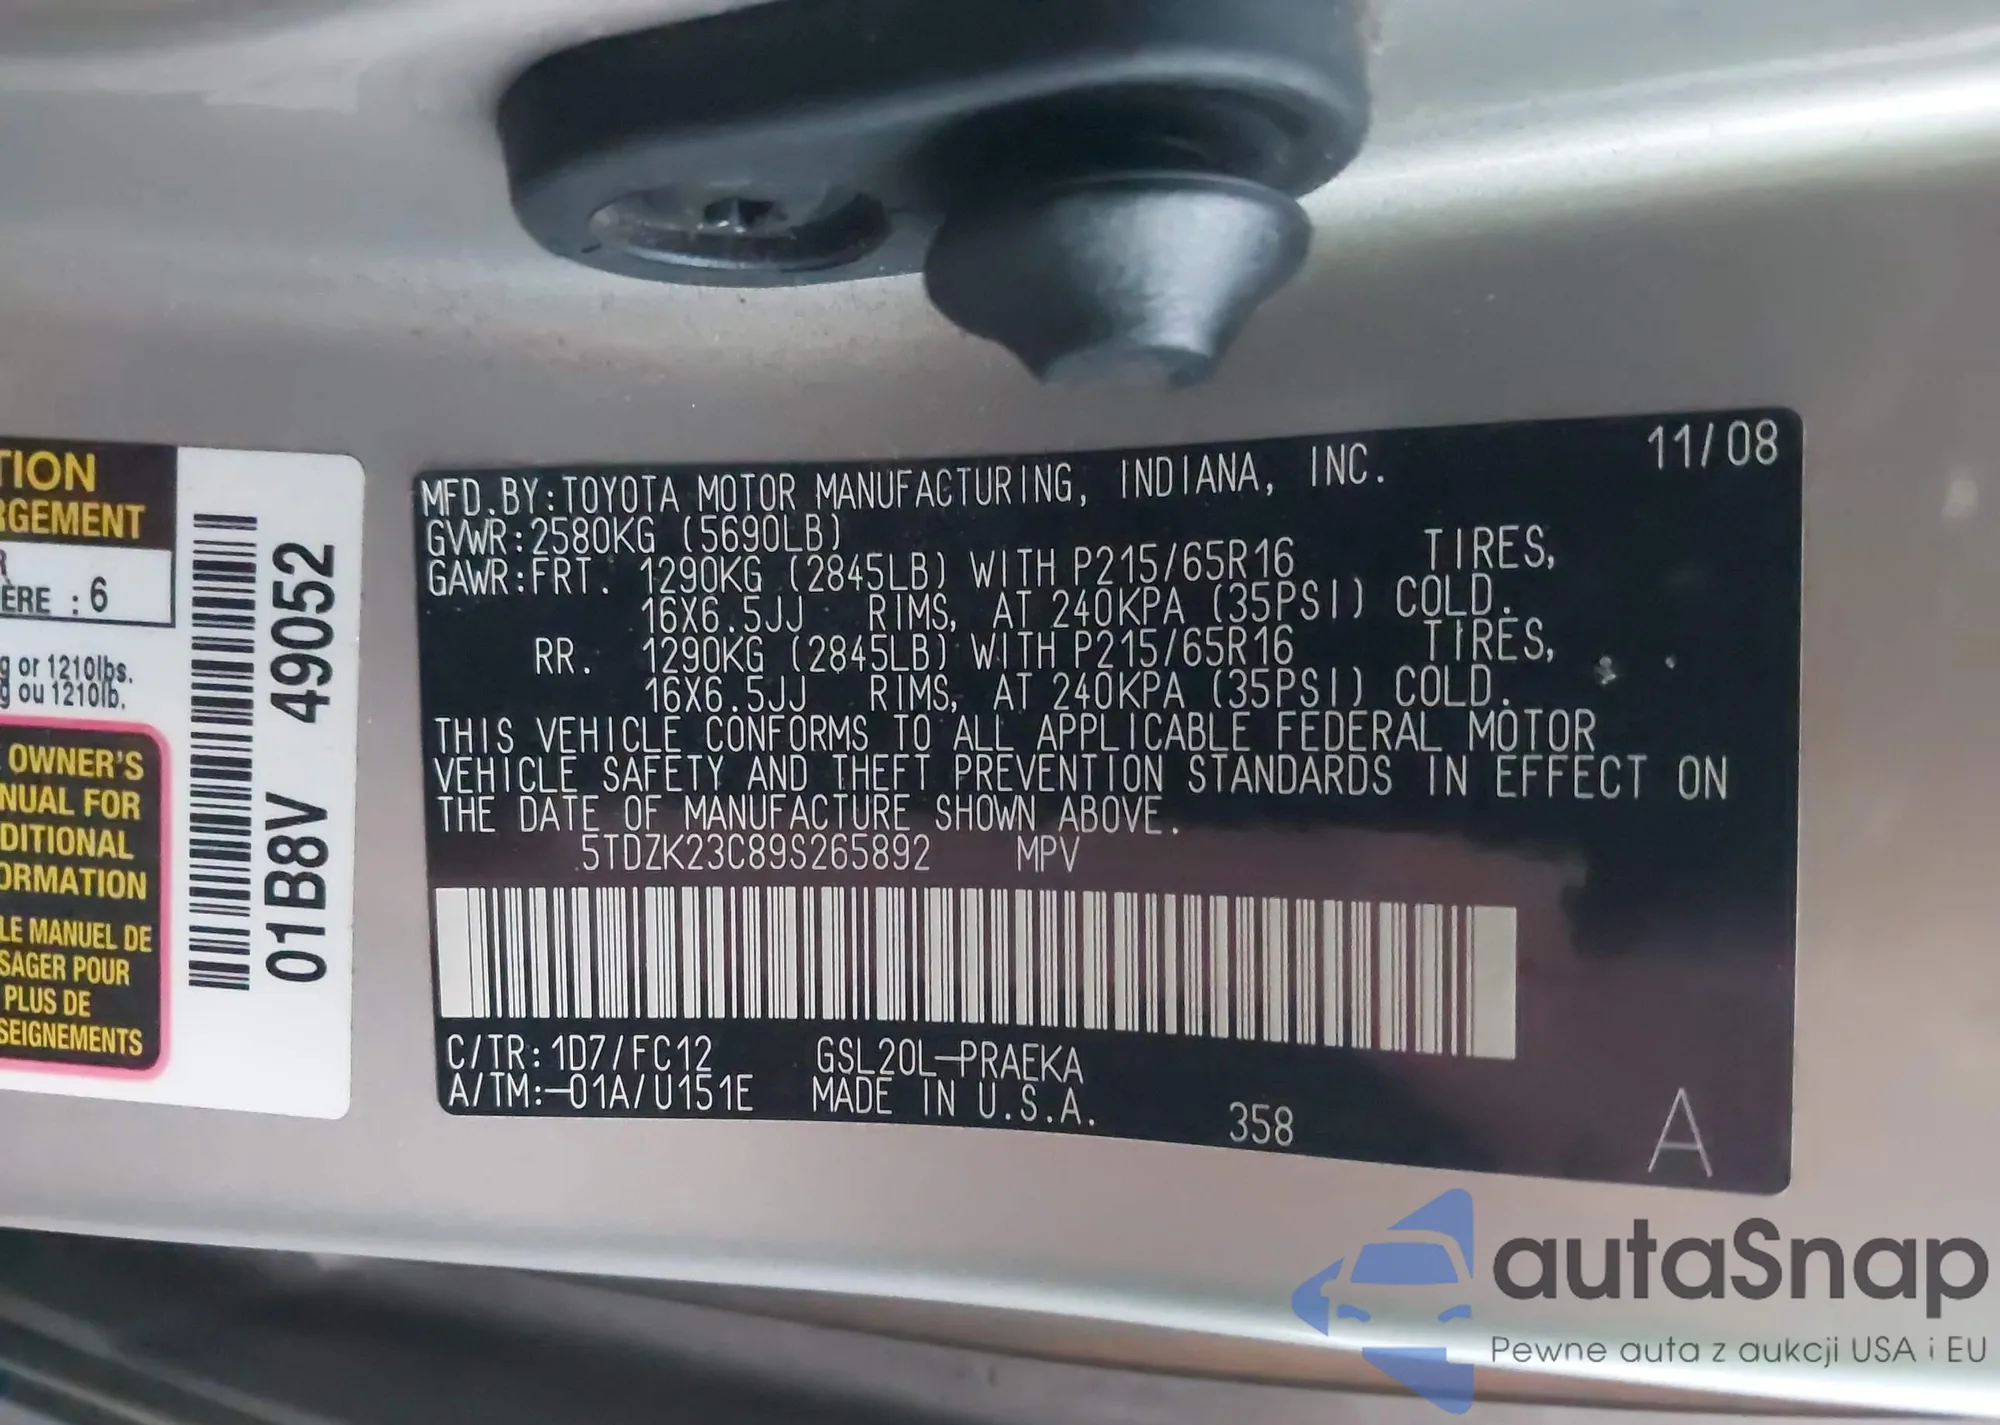 TION
RGEMENT
R
ÈRE : 6
g or 1210lbs.
g ou 1210lb.
OWNER'S
NUAL FOR
DITIONAL
ORMATION
LE MANUEL DE
SAGER POUR
PLUS DE
SEIGNEMENTS
01B8V 49052
11/08
MFD.BY:TOYOTA MOTOR MANUFACTURING, INDIANA, INC.
GVWR:2580KG (5690LB)
GAWR:FRT. 1290KG (2845LB) WITH P215/65R16 TIRES,
16X6.5JJ RIMS, AT 240KPA (35PSI) COLD.
RR. 1290KG (2845LB) WITH P215/65R16 TIRES,
16X6.5JJ RIMS, AT 240KPA (35PSI) COLD.
THIS VEHICLE CONFORMS TO ALL APPLICABLE FEDERAL MOTOR
VEHICLE SAFETY AND THEFT PREVENTION STANDARDS IN EFFECT ON
THE DATE OF MANUFACTURE SHOWN ABOVE.
5TDZK23C89S265892 MPV
C/TR:1D7/FC12 GSL20L-PRAEKA
A/TM:-01A/U151E MADE IN U.S.A.
358
A
autaSnap
Pewne auta z aukcji USA i EU